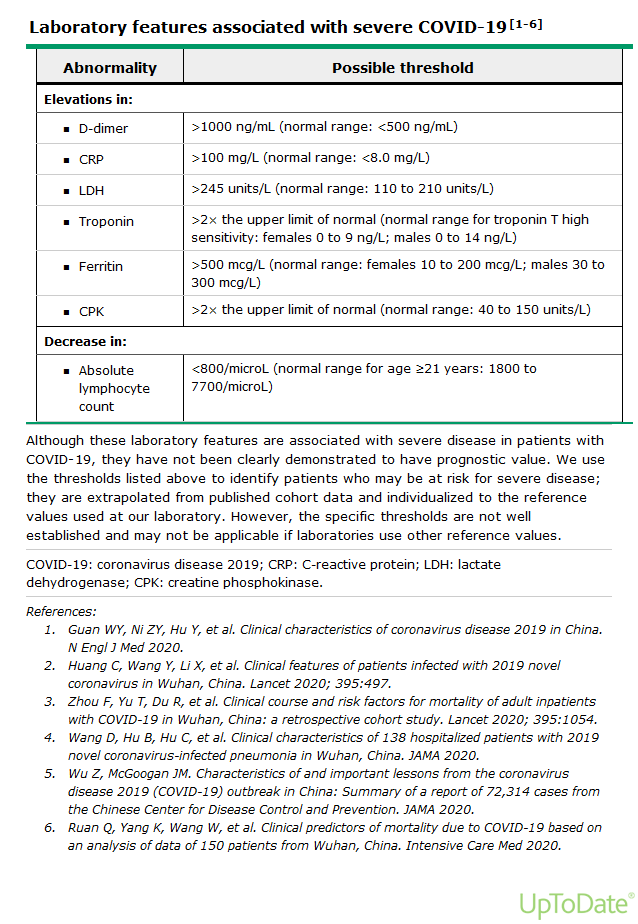 Laboratory features associated with severe COVID-19[1-6]
Abnormality Possible threshold
Elevations in:
▪ D-dimer >1000 ng/mL (normal range: <500 ng/mL)
▪ CRP >100 mg/L (normal range: <8.0 mg/L)
▪ LDH >245 units/L (normal range: 110 to 210 units/L)
▪ Troponin >2× the upper limit of normal (normal range for troponin T high
sensitivity: females 0 to 9 ng/L; males 0 to 14 ng/L)
▪ Ferritin >500 mcg/L (normal range: females 10 to 200 mcg/L; males 30 to
300 mcg/L)
▪ CPK >2× the upper limit of normal (normal range: 40 to 150 units/L)
Decrease in:
▪ Absolute
lymphocyte
count
<800/microL (normal range for age ≥21 years: 1800 to
7700/microL)
Although these laboratory features are associated with severe disease in patients with
COVID-19, they have not been clearly demonstrated to have prognostic value. We use
the thresholds listed above to identify patients who may be at risk for severe disease;
they are extrapolated from published cohort data and individualized to the reference
values used at our laboratory. However, the specific thresholds are not well
established and may not be applicable if laboratories use other reference values.
COVID-19: coronavirus disease 2019; CRP: C-reactive protein; LDH: lactate
dehydrogenase; CPK: creatine phosphokinase.
References:
1. Guan WY, Ni ZY, Hu Y, et al. Clinical characteristics of coronavirus disease 2019 in China.
N Engl J Med 2020.
2. Huang C, Wang Y, Li X, et al. Clinical features of patients infected with 2019 novel
coronavirus in Wuhan, China. Lancet 2020; 395:497.
3. Zhou F, Yu T, Du R, et al. Clinical course and risk factors for mortality of adult inpatients
with COVID-19 in Wuhan, China: a retrospective cohort study. Lancet 2020; 395:1054.
4. Wang D, Hu B, Hu C, et al. Clinical characteristics of 138 hospitalized patients with 2019
novel coronavirus-infected pneumonia in Wuhan, China. JAMA 2020.
5. Wu Z, McGoogan JM. Characteristics of and important lessons from the coronavirus
disease 2019 (COVID-19) outbreak in China: Summary of a report of 72,314 cases from
the Chinese Center for Disease Control and Prevention. JAMA 2020.
6. Ruan Q, Yang K, Wang W, et al. Clinical predictors of mortality due to COVID-19 based on
an analysis of data of 150 patients from Wuhan, China. Intensive Care Med 2020.
UpToDate®